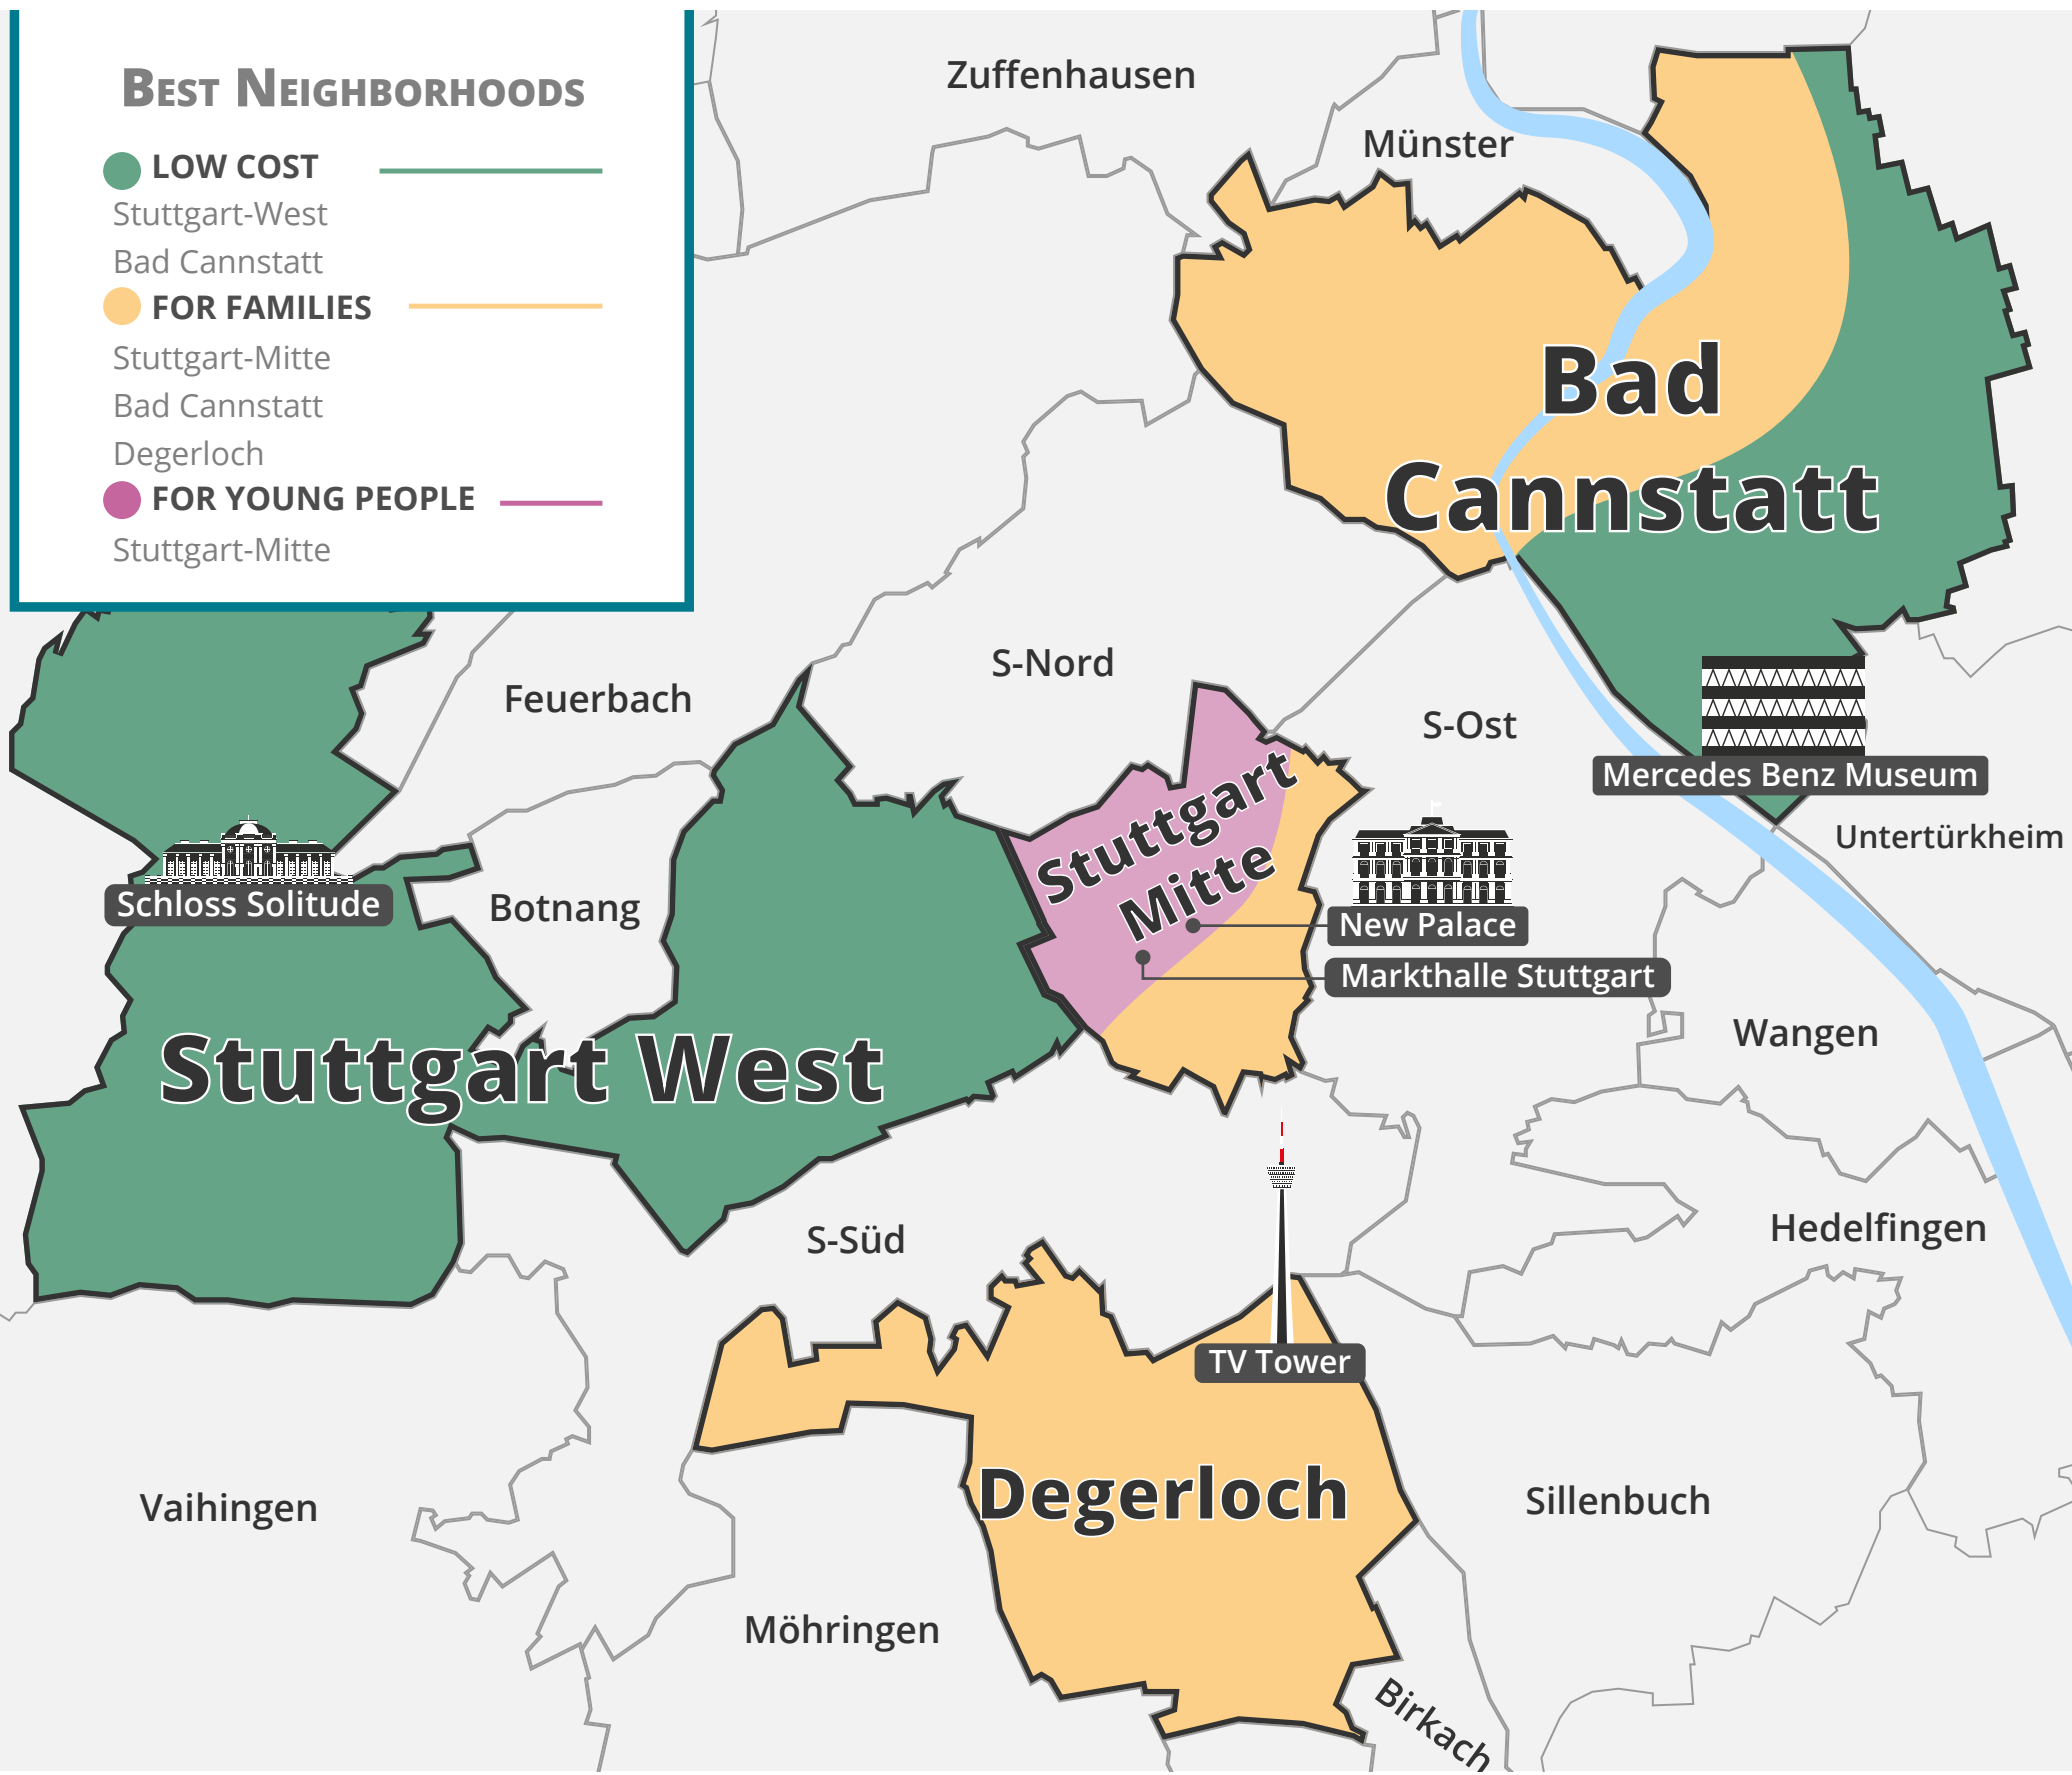 BEST NEIGHBORHOODS
LOW COST
Stuttgart-West
Bad Cannstatt
FOR FAMILIES
Stuttgart-Mitte
Bad Cannstatt
Degerloch
FOR YOUNG PEOPLE
Stuttgart-Mitte
Zuffenhausen
Münster
Bad
Cannstatt
S-Nord
Feuerbach
S-Ost
Mercedes Benz Museum
Untertürkheim
Stuttgart
Mitte
Schloss Solitude
Botnang
New Palace
Markthalle Stuttgart
Wangen
Stuttgart West
S-Süd
Hedelfingen
TV Tower
Degerloch
Vaihingen
Sillenbuch
Möhringen
Birkach